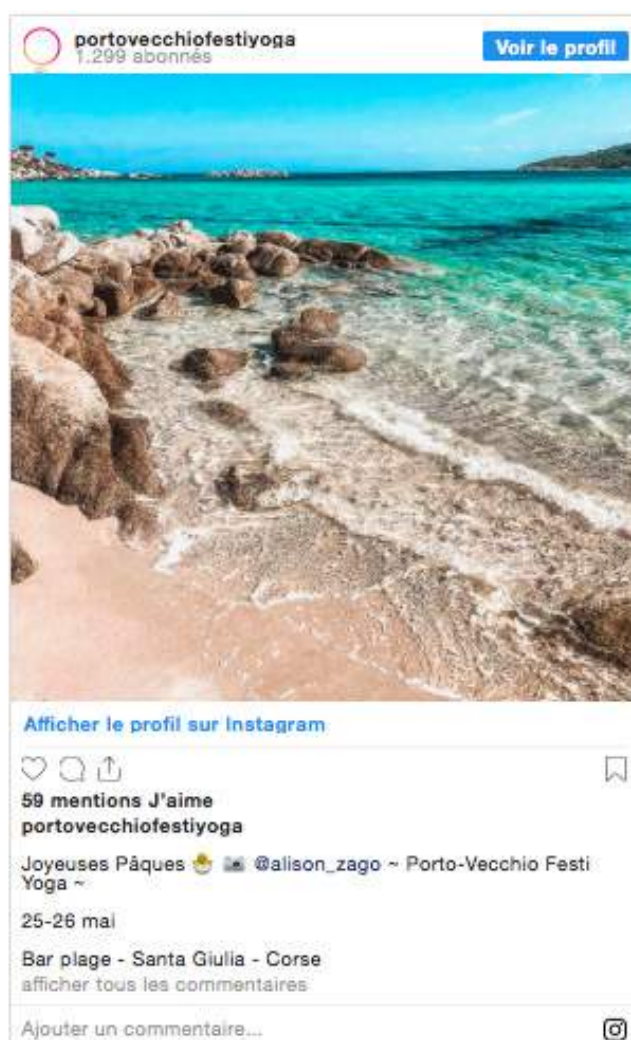 portovecchiofestiyoga
1.299 abonnés
Voir le profil
Afficher le profil sur Instagram
59 mentions J'aime
portovecchiofestiyoga
Joyeuses Pâques 🐣 📷 @alison_zago ~ Porto-Vecchio Festi
Yoga ~
25-26 mai
Bar plage - Santa Giulia - Corse
afficher tous les commentaires
Ajouter un commentaire...